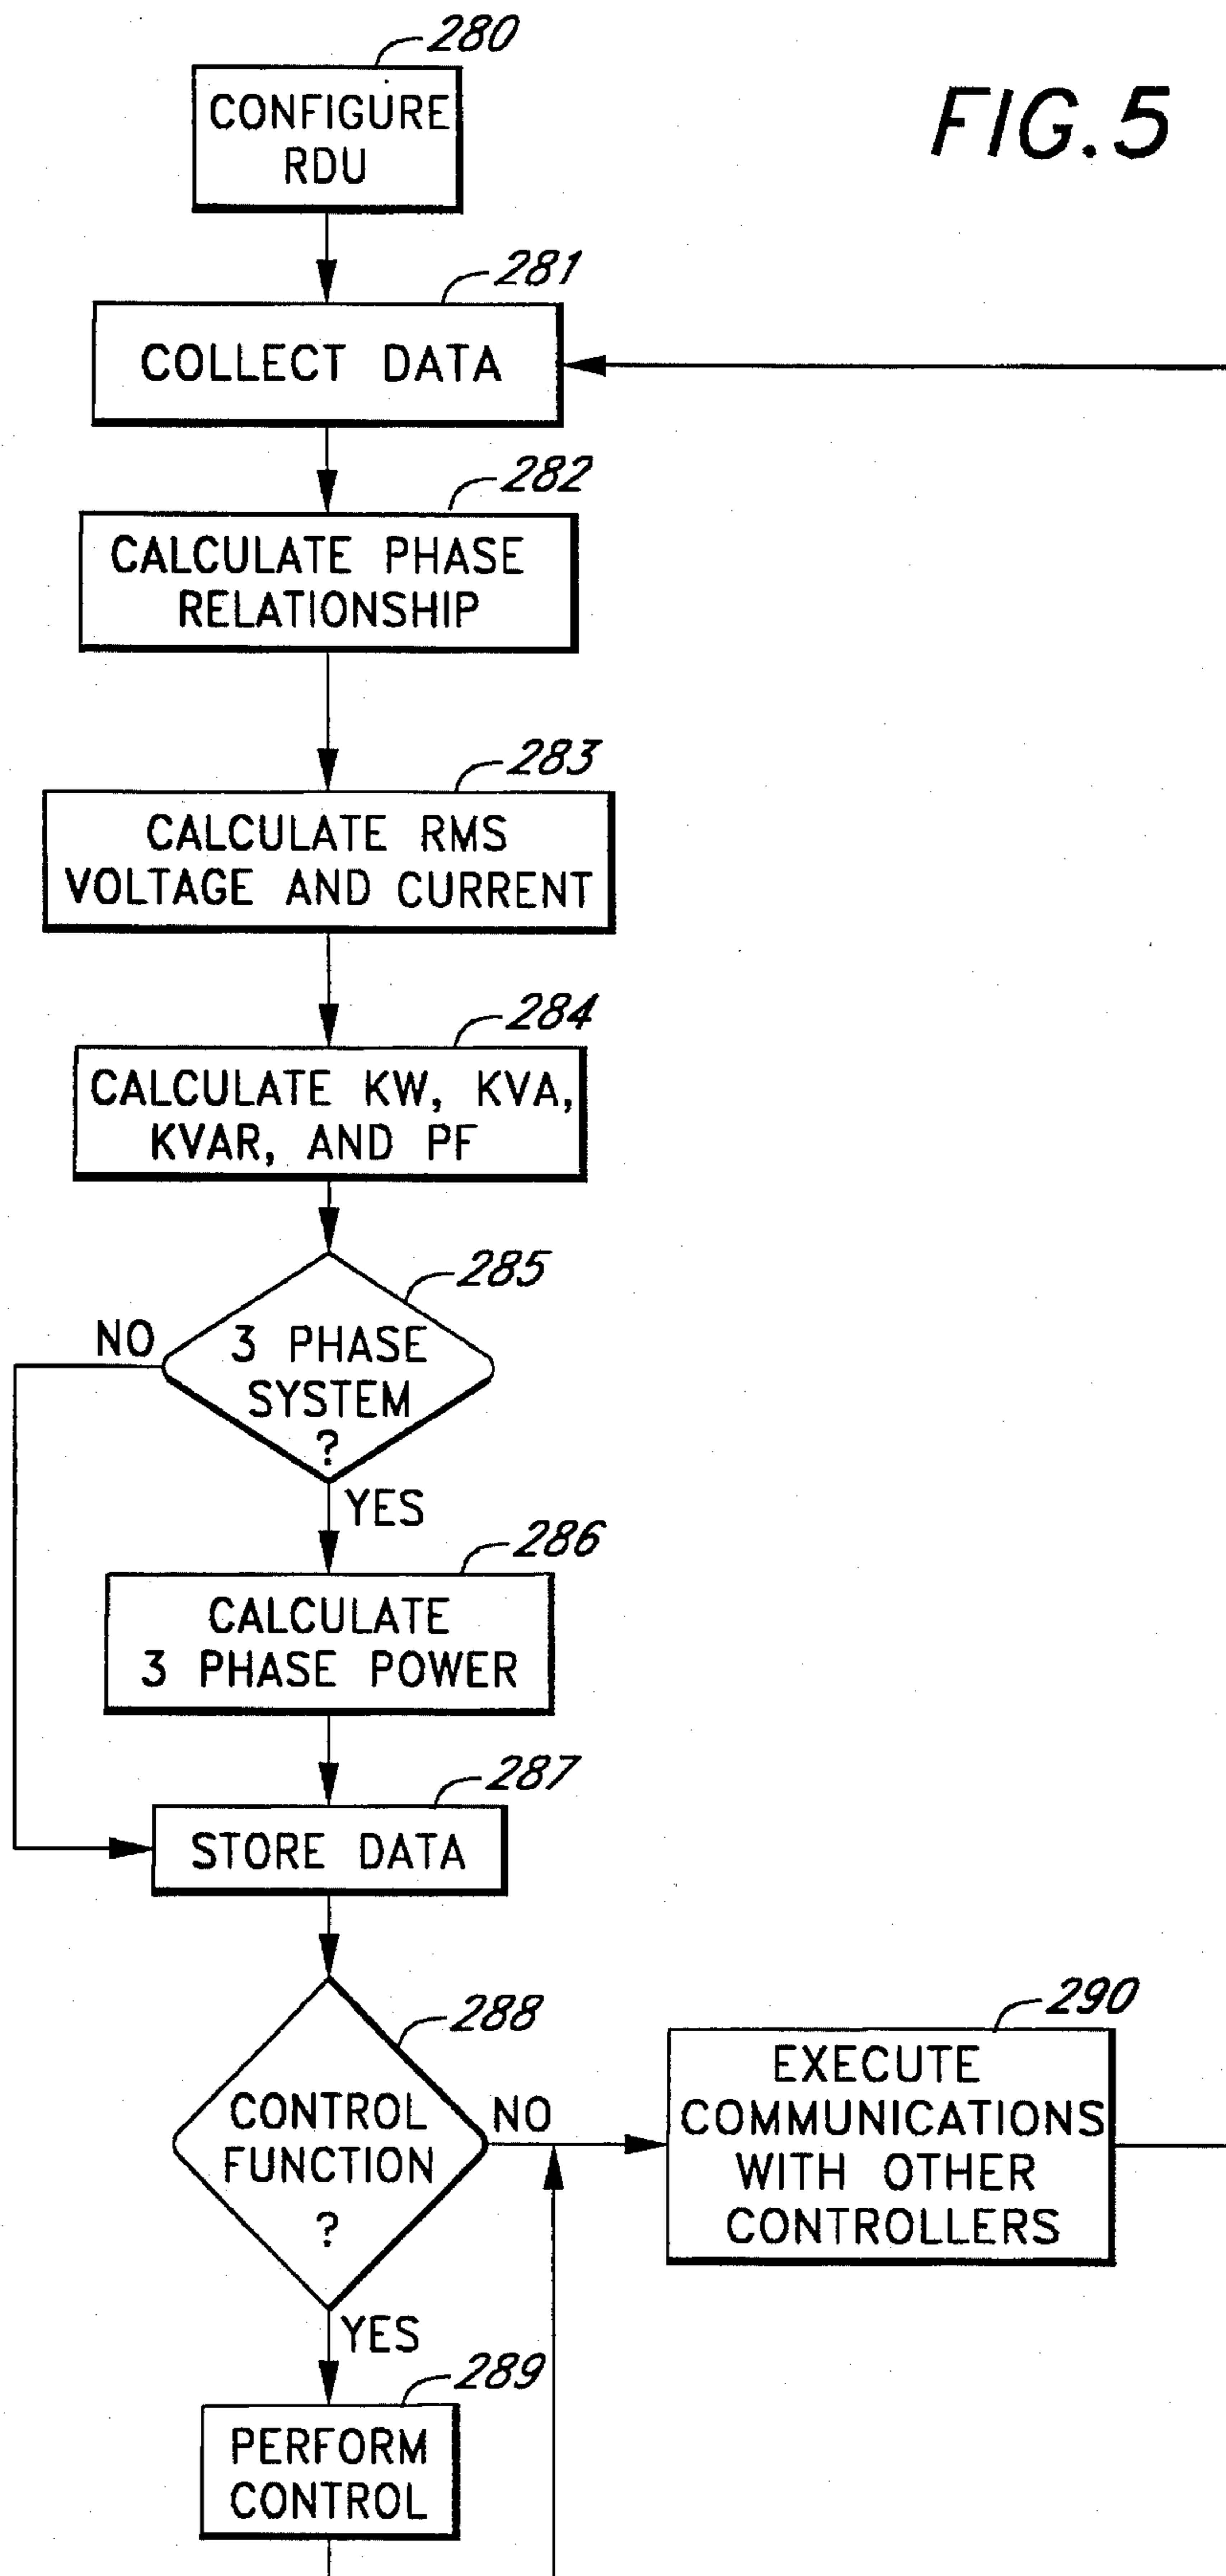 280
FIG. 5
CONFIGURE
RDU
281
COLLECT DATA
282
CALCULATE PHASE
RELATIONSHIP
283
CALCULATE RMS
VOLTAGE AND CURRENT
284
CALCULATE KW, KVA,
KVAR, AND PF
285
NO
3 PHASE
SYSTEM
?
YES
286
CALCULATE
3 PHASE POWER
287
STORE DATA
288
CONTROL
FUNCTION
?
NO
290
EXECUTE
COMMUNICATIONS
WITH OTHER
CONTROLLERS
YES
289
PERFORM
CONTROL